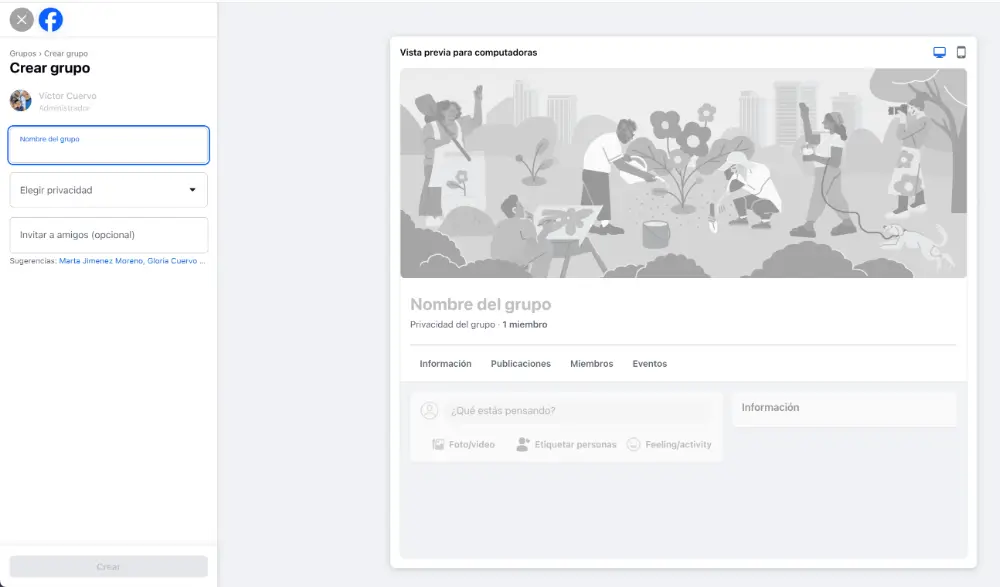 Grupos › Crear grupo
Crear grupo
Víctor Cuervo
Administrador
Nombre del grupo
Elegir privacidad
Invitar a amigos (opcional)
Sugerencias: Marta Jimenez Moreno, Gloria Cuervo ...
Crear
Vista previa para computadoras
Nombre del grupo
Privacidad del grupo · 1 miembro
Información
Publicaciones
Miembros
Eventos
¿Qué estás pensando?
Foto/video
Etiquetar personas
Feeling/activity
Información